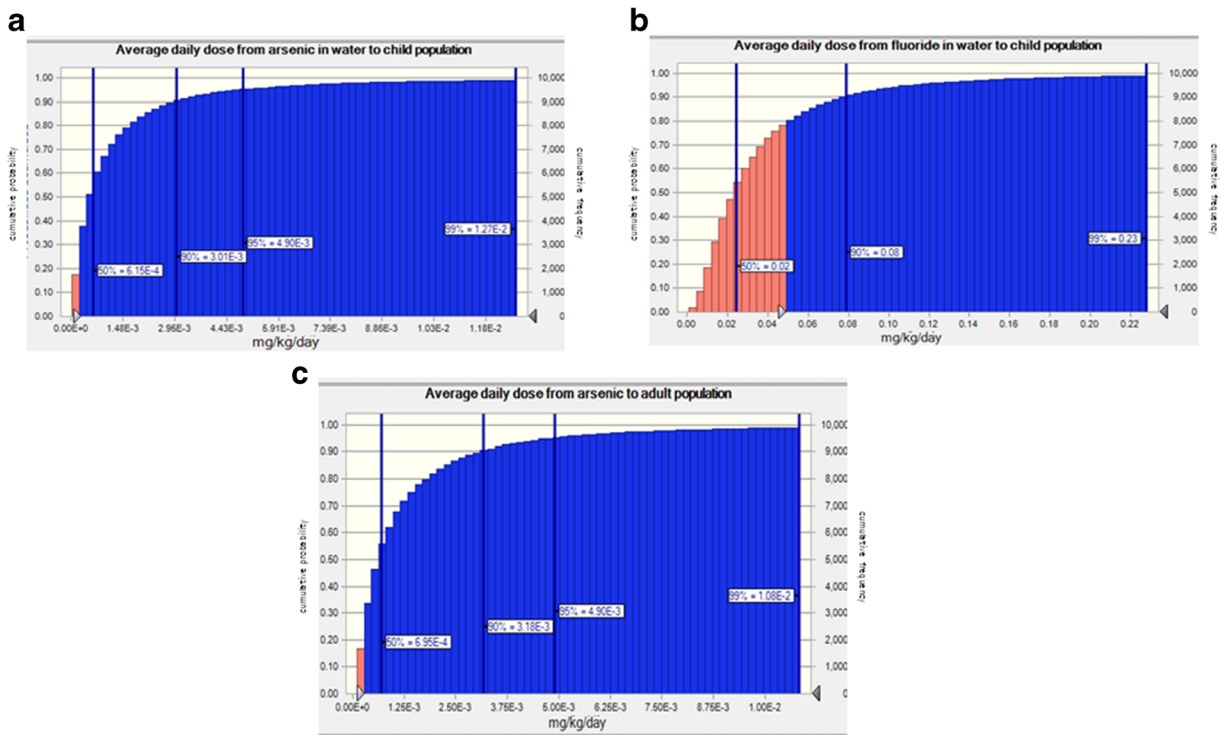 a
Average daily dose from arsenic in water to child population
1.00
0.90
0.80
0.70
0.60
0.50
0.40
0.30
0.20
0.10
0.00
cumulative probability
10,000
9,000
8,000
7,000
6,000
5,000
4,000
3,000
2,000
1,000
0
cumulative frequency
50% = 6.15E-4
90% = 3.01E-3
95% = 4.90E-3
99% = 1.27E-2
0.00E+0 1.48E-3 2.96E-3 4.43E-3 5.91E-3 7.39E-3 8.86E-3 1.03E-2 1.18E-2
mg/kg/day
b
Average daily dose from fluoride in water to child population
1.00
0.90
0.80
0.70
0.60
0.50
0.40
0.30
0.20
0.10
0.00
cumulative probability
10,000
9,000
8,000
7,000
6,000
5,000
4,000
3,000
2,000
1,000
0
cumulative frequency
50% = 0.02
90% = 0.08
99% = 0.23
0.00 0.02 0.04 0.06 0.08 0.10 0.12 0.14 0.16 0.18 0.20 0.22
mg/kg/day
c
Average daily dose from arsenic to adult population
1.00
0.90
0.80
0.70
0.60
0.50
0.40
0.30
0.20
0.10
0.00
cumulative probability
10,000
9,000
8,000
7,000
6,000
5,000
4,000
3,000
2,000
1,000
0
cumulative frequency
50% = 6.95E-4
90% = 3.18E-3
95% = 4.90E-3
99% = 1.08E-2
0.00E+0 1.25E-3 2.50E-3 3.75E-3 5.00E-3 6.25E-3 7.50E-3 8.75E-3 1.00E-2
mg/kg/day